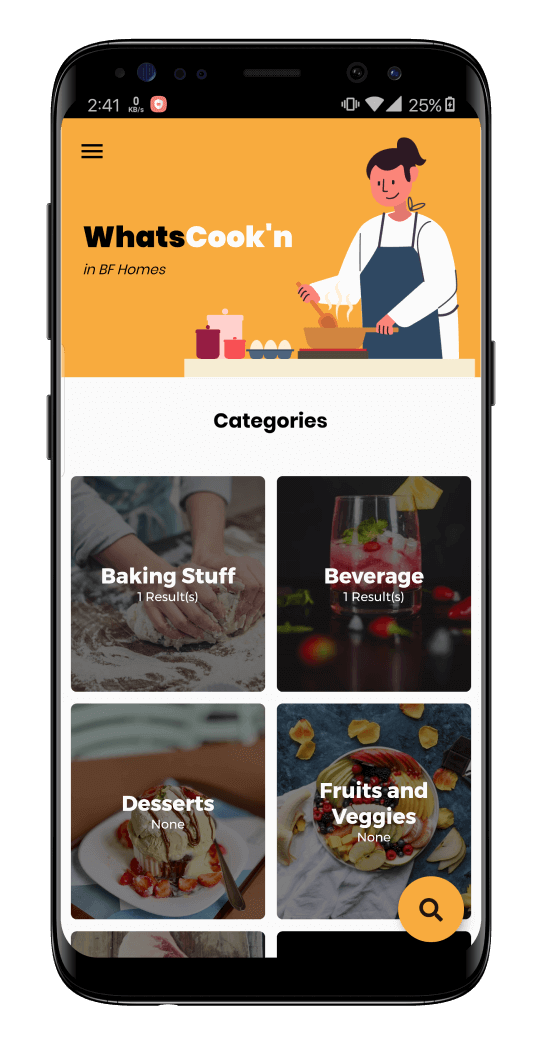 2:41 0 KB/s 25%
WhatsCook'n
in BF Homes
Categories
Baking Stuff
1 Result(s)
Beverage
1 Result(s)
Desserts
None
Fruits and
Veggies
None